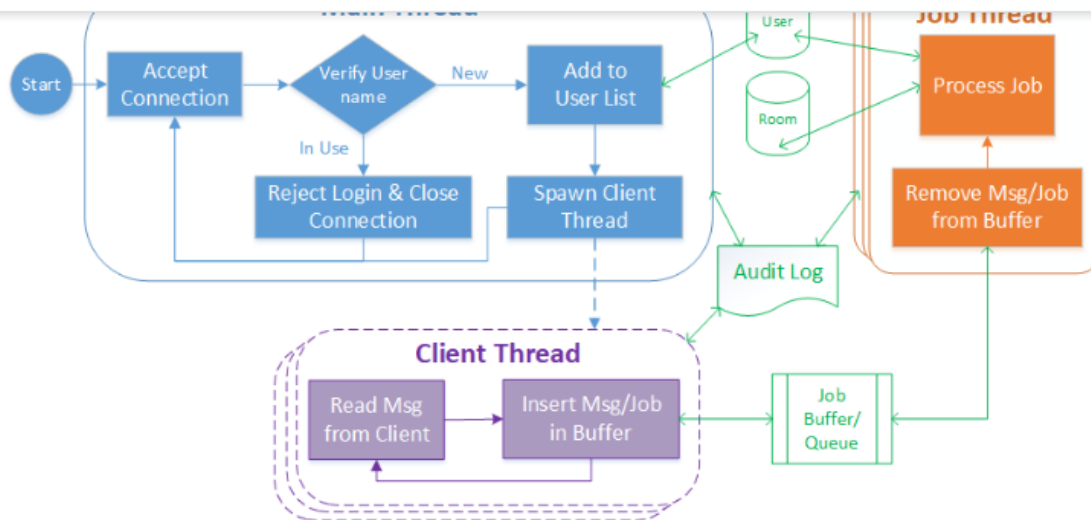 Main Thread
Start
Accept
Connection
Verify User
name
New
Add to
User List
In Use
Reject Login & Close
Connection
Spawn Client
Thread
User
Room
Job Thread
Process Job
Remove Msg/Job
from Buffer
Audit Log
Client Thread
Read Msg
from Client
Insert Msg/Job
in Buffer
Job
Buffer/
Queue